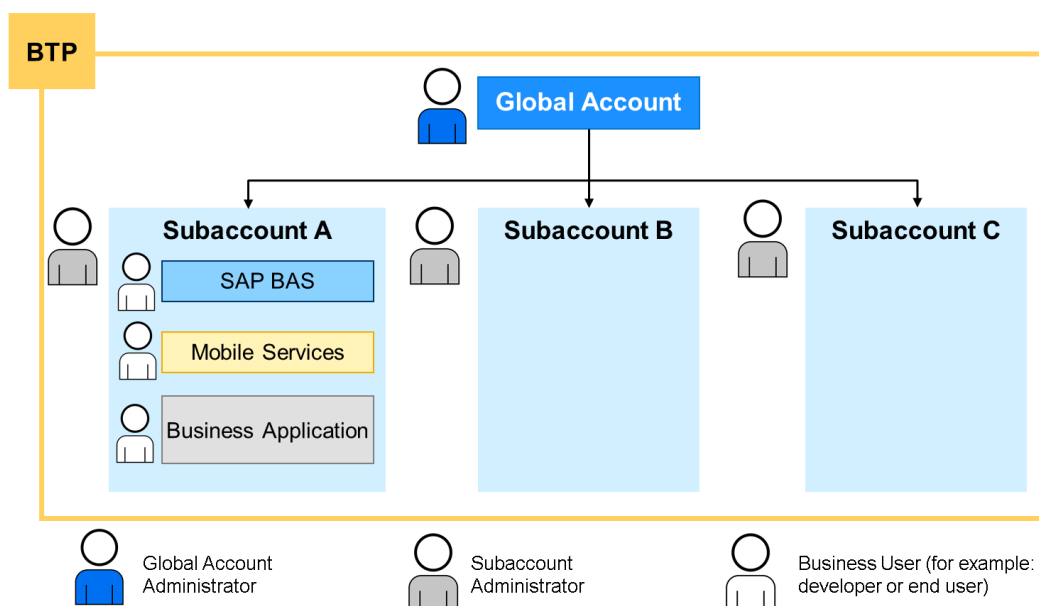 BTP
Global Account
Subaccount A
Subaccount B
Subaccount C
SAP BAS
Mobile Services
Business Application
Global Account
Administrator
Subaccount
Administrator
Business User (for example:
developer or end user)